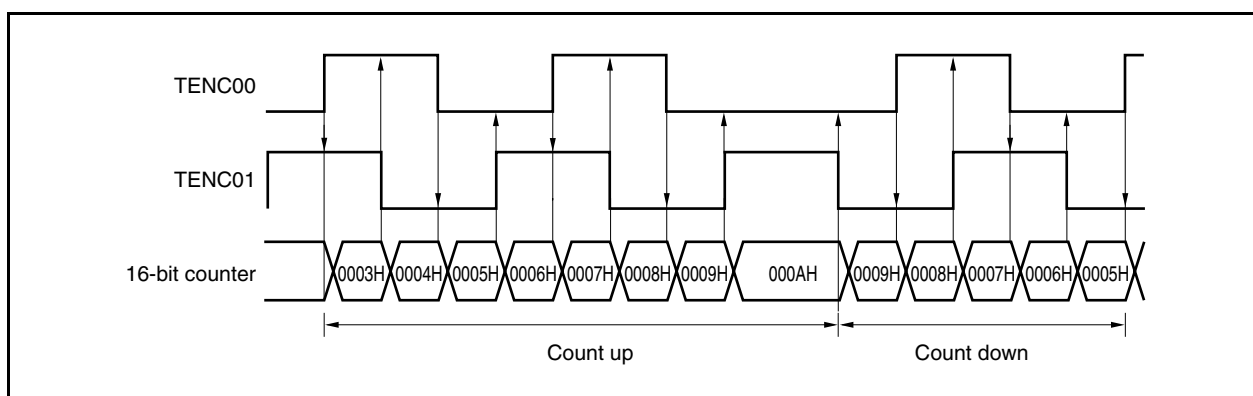 TENC00
TENC01
16-bit counter
0003H 0004H 0005H 0006H 0007H 0008H 0009H 000AH 0009H 0008H 0007H 0006H 0005H
Count up
Count down